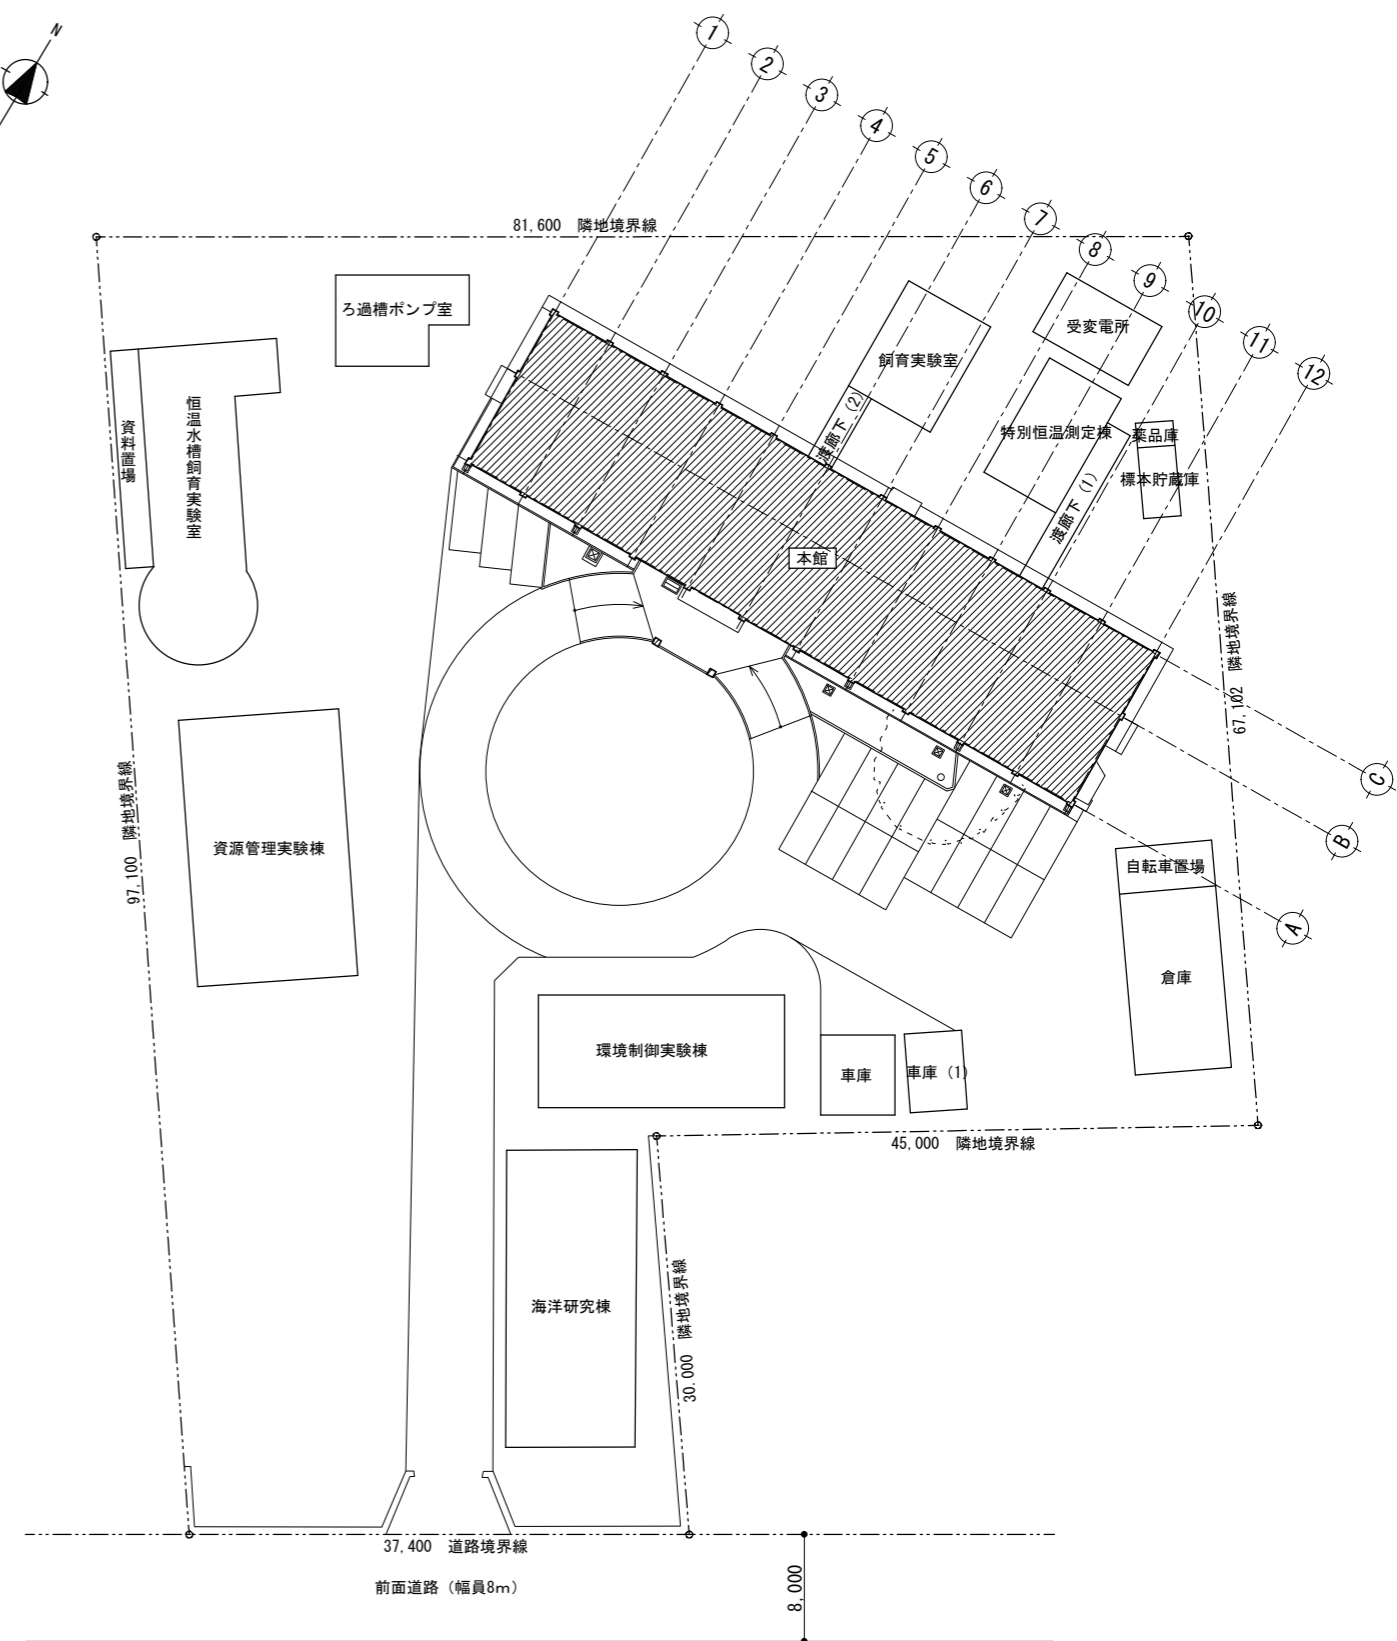 N
1
2
3
4
5
6
7
8
9
10
11
12
81,600 隣地境界線
ろ過槽ポンプ室
受変電所
飼育実験室
資料置場
恒温水槽飼育実験室
渡廊下(2)
特別恒温測定棟
薬品庫
標本貯蔵庫
渡廊下(1)
本館
67,102 隣地境界線
C
B
A
97,100 隣地境界線
資源管理実験棟
自転車置場
倉庫
環境制御実験棟
車庫
車庫(1)
45,000 隣地境界線
海洋研究棟
30,000 隣地境界線
37,400 道路境界線
前面道路(幅員8m)
8,000